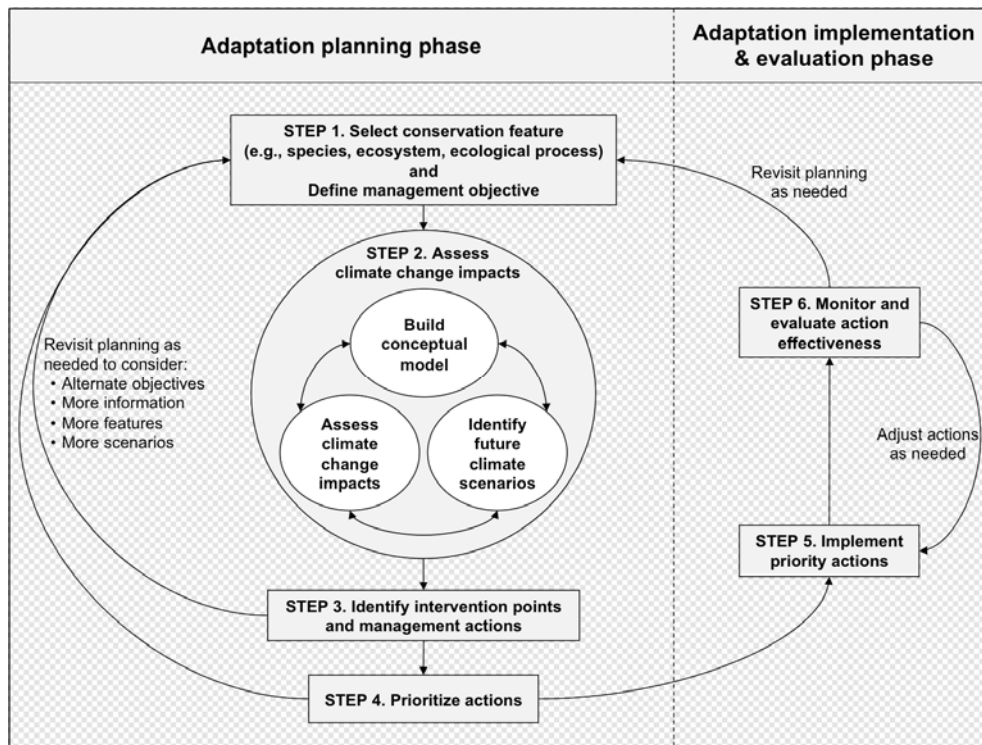 Adaptation planning phase
Adaptation implementation
& evaluation phase
STEP 1. Select conservation feature
(e.g., species, ecosystem, ecological process)
and
Define management objective
Revisit planning
as needed
STEP 2. Assess
climate change impacts
Build
conceptual
model
Assess
climate
change
impacts
Identify
future
climate
scenarios
Revisit planning as
needed to consider:
• Alternate objectives
• More information
• More features
• More scenarios
STEP 6. Monitor and
evaluate action
effectiveness
Adjust actions
as needed
STEP 5. Implement
priority actions
STEP 3. Identify intervention points
and management actions
STEP 4. Prioritize actions